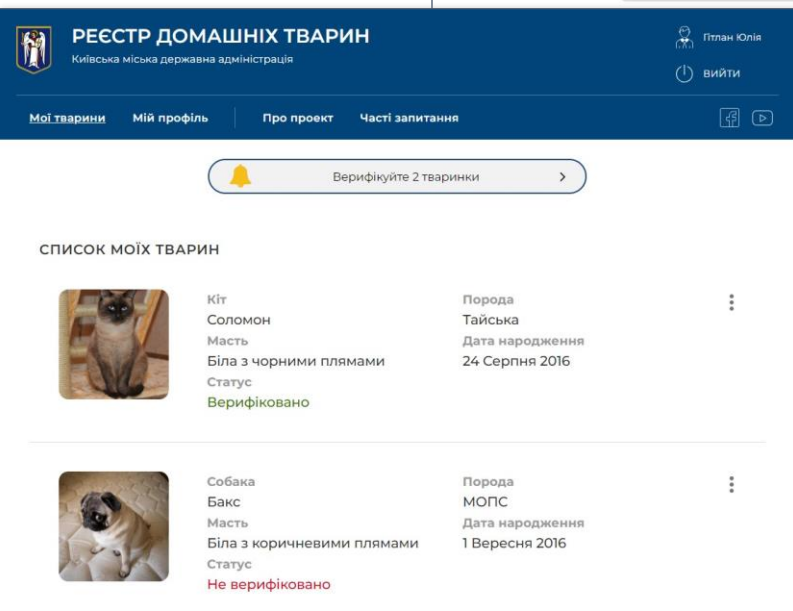 РЕЄСТР ДОМАШНІХ ТВАРИН
Київська міська державна адміністрація
Гітлан Юлія
ВИЙТИ
Мої тварини Мій профіль Про проект Часті запитання
Верифікуйте 2 тваринки
СПИСОК МОЇХ ТВАРИН
Кіт Порода
Соломон Тайська
Масть Дата народження
Біла з чорними плямами 24 Серпня 2016
Статус
Верифіковано
Собака Порода
Бакс МОПС
Масть Дата народження
Біла з коричневими плямами 1 Вересня 2016
Статус
Не верифіковано